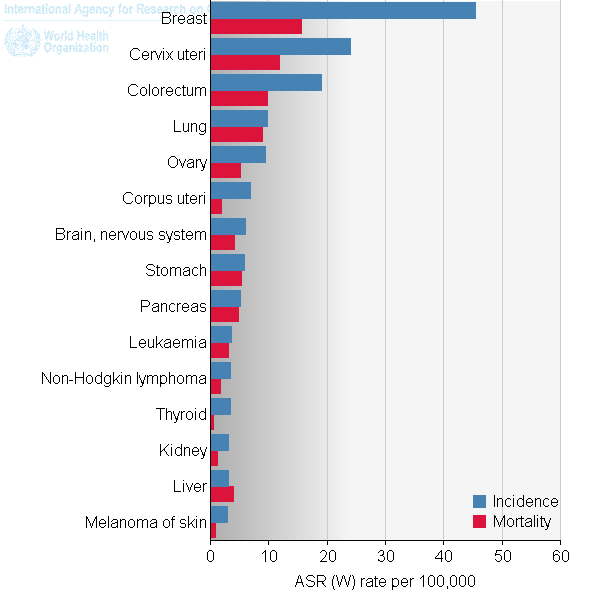 International Agency for Research on
World Health
Organization
Breast
Cervix uteri
Colorectum
Lung
Ovary
Corpus uteri
Brain, nervous system
Stomach
Pancreas
Leukaemia
Non-Hodgkin lymphoma
Thyroid
Kidney
Liver
Melanoma of skin
Incidence
Mortality
0 10 20 30 40 50 60
ASR (W) rate per 100,000